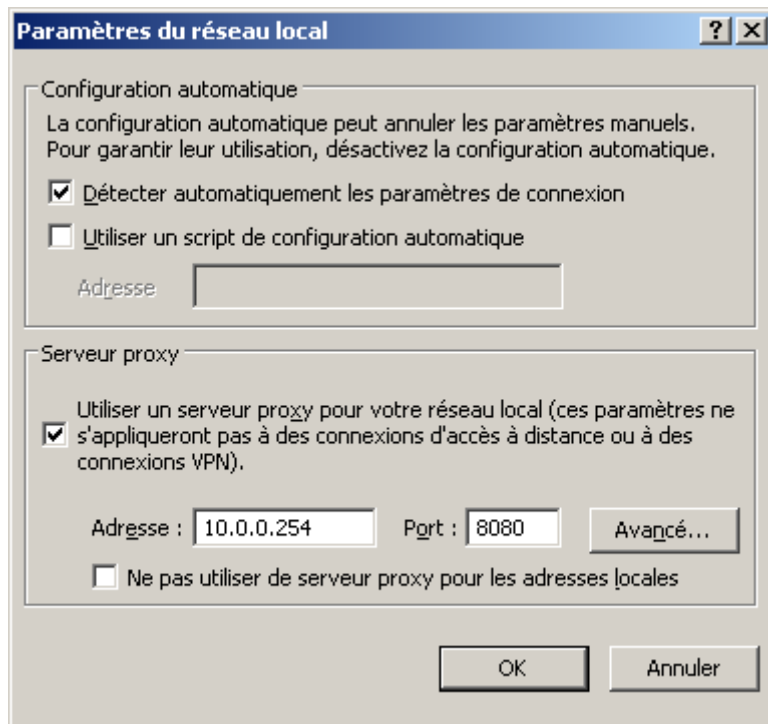 Paramètres du réseau local
Configuration automatique
La configuration automatique peut annuler les paramètres manuels.
Pour garantir leur utilisation, désactivez la configuration automatique.
Détecter automatiquement les paramètres de connexion
Utiliser un script de configuration automatique
Adresse
Serveur proxy
Utiliser un serveur proxy pour votre réseau local (ces paramètres ne
s'appliqueront pas à des connexions d'accès à distance ou à des
connexions VPN).
Adresse : 10.0.0.254 Port : 8080 Avancé...
Ne pas utiliser de serveur proxy pour les adresses locales
OK Annuler